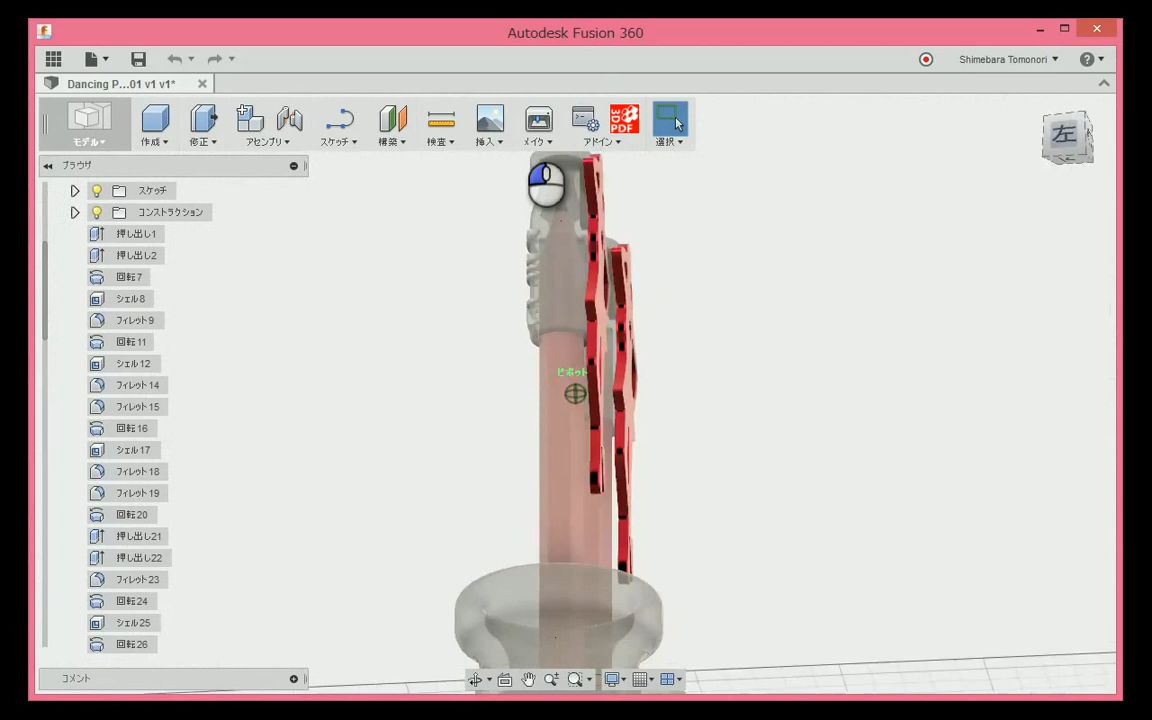 Autodesk Fusion 360
Shimebara Tomonori
Dancing P...01 v1 v1*
モデル
作成
修正
アセンブリ
スケッチ
構築
検査
挿入
メイク
アドイン
選択
3D PDF
左
ブラウザ
スケッチ
コンストラクション
押し出し1
押し出し2
回転7
シェル8
フィレット9
回転11
シェル12
フィレット14
フィレット15
回転16
シェル17
フィレット18
フィレット19
回転20
押し出し21
押し出し22
フィレット23
回転24
シェル25
回転26
ピボット
コメント